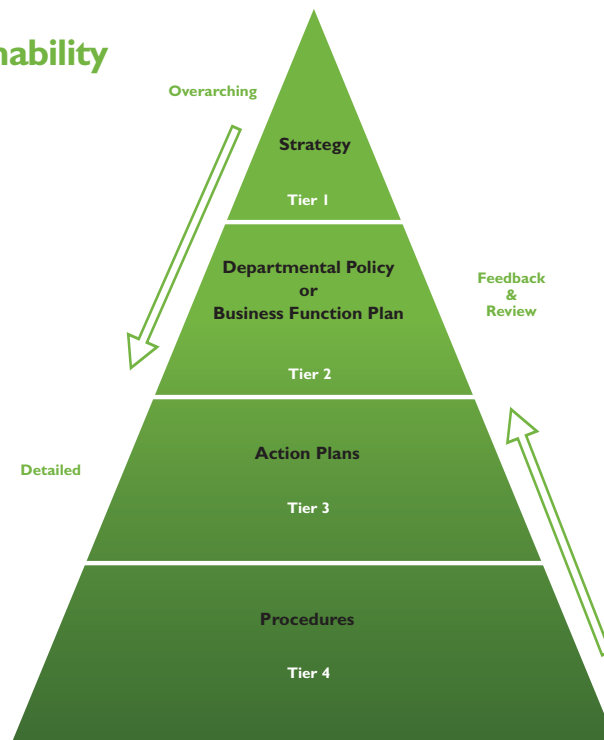 nability
Overarching
Strategy
Tier 1
Departmental Policy
or
Business Function Plan
Tier 2
Feedback
&
Review
Detailed
Action Plans
Tier 3
Procedures
Tier 4